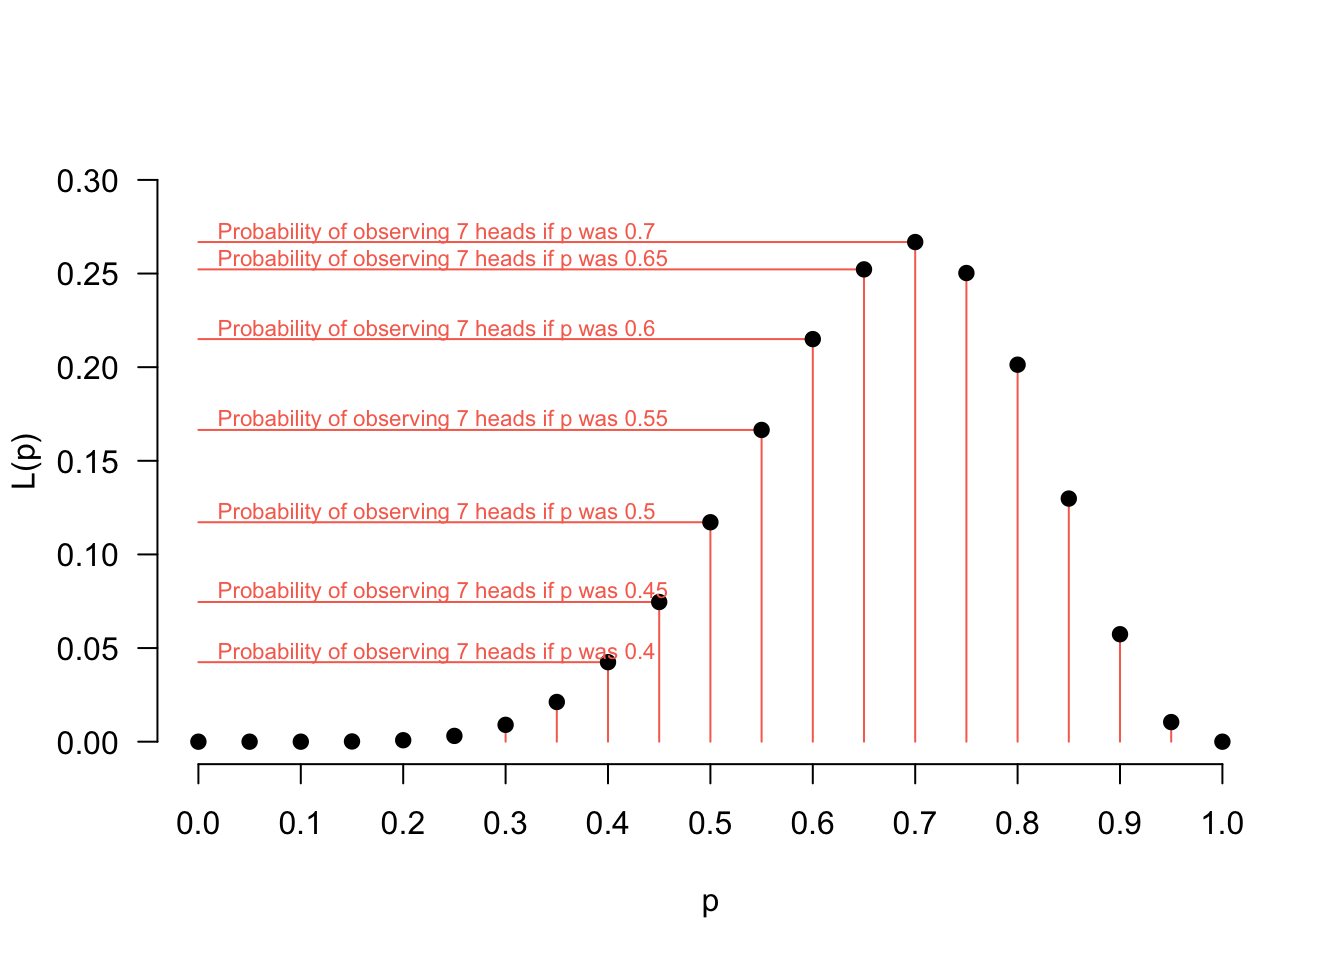 0.30
Probability of observing 7 heads if p was 0.7
Probability of observing 7 heads if p was 0.65
0.25
Probability of observing 7 heads if p was 0.6
0.20
Probability of observing 7 heads if p was 0.55
L(p)
0.15
Probability of observing 7 heads if p was 0.5
0.10
Probability of observing 7 heads if p was 0.45
Probability of observing 7 heads if p was 0.4
0.05
0.00
0.0 0.1 0.2 0.3 0.4 0.5 0.6 0.7 0.8 0.9 1.0
p